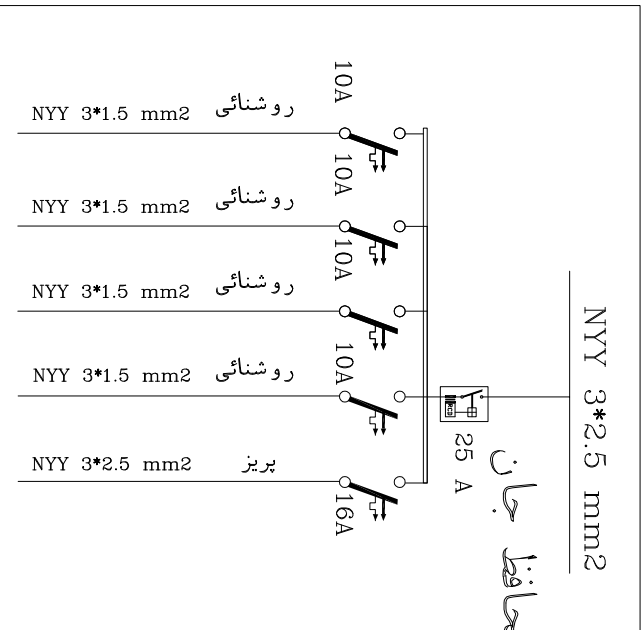 10A
NYY 3*1.5 mm2 روشنائی
10A
NYY 3*1.5 mm2 روشنائی
10A
NYY 3*1.5 mm2 روشنائی
10A
NYY 3*1.5 mm2 روشنائی
16A
NYY 3*2.5 mm2 پریز
RCD
25 A
محافظ جان
NYY 3*2.5 mm2